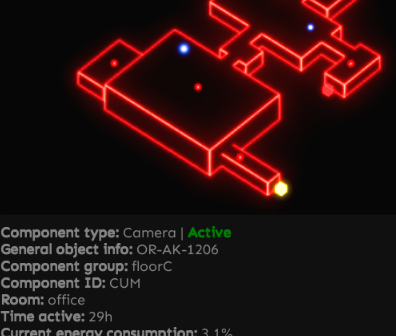 Component type: Camera | Active
General object info: OR-AK-1206
Component group: floorC
Component ID: CUM
Room: office
Time active: 29h
Current energy consumption: 3.1%